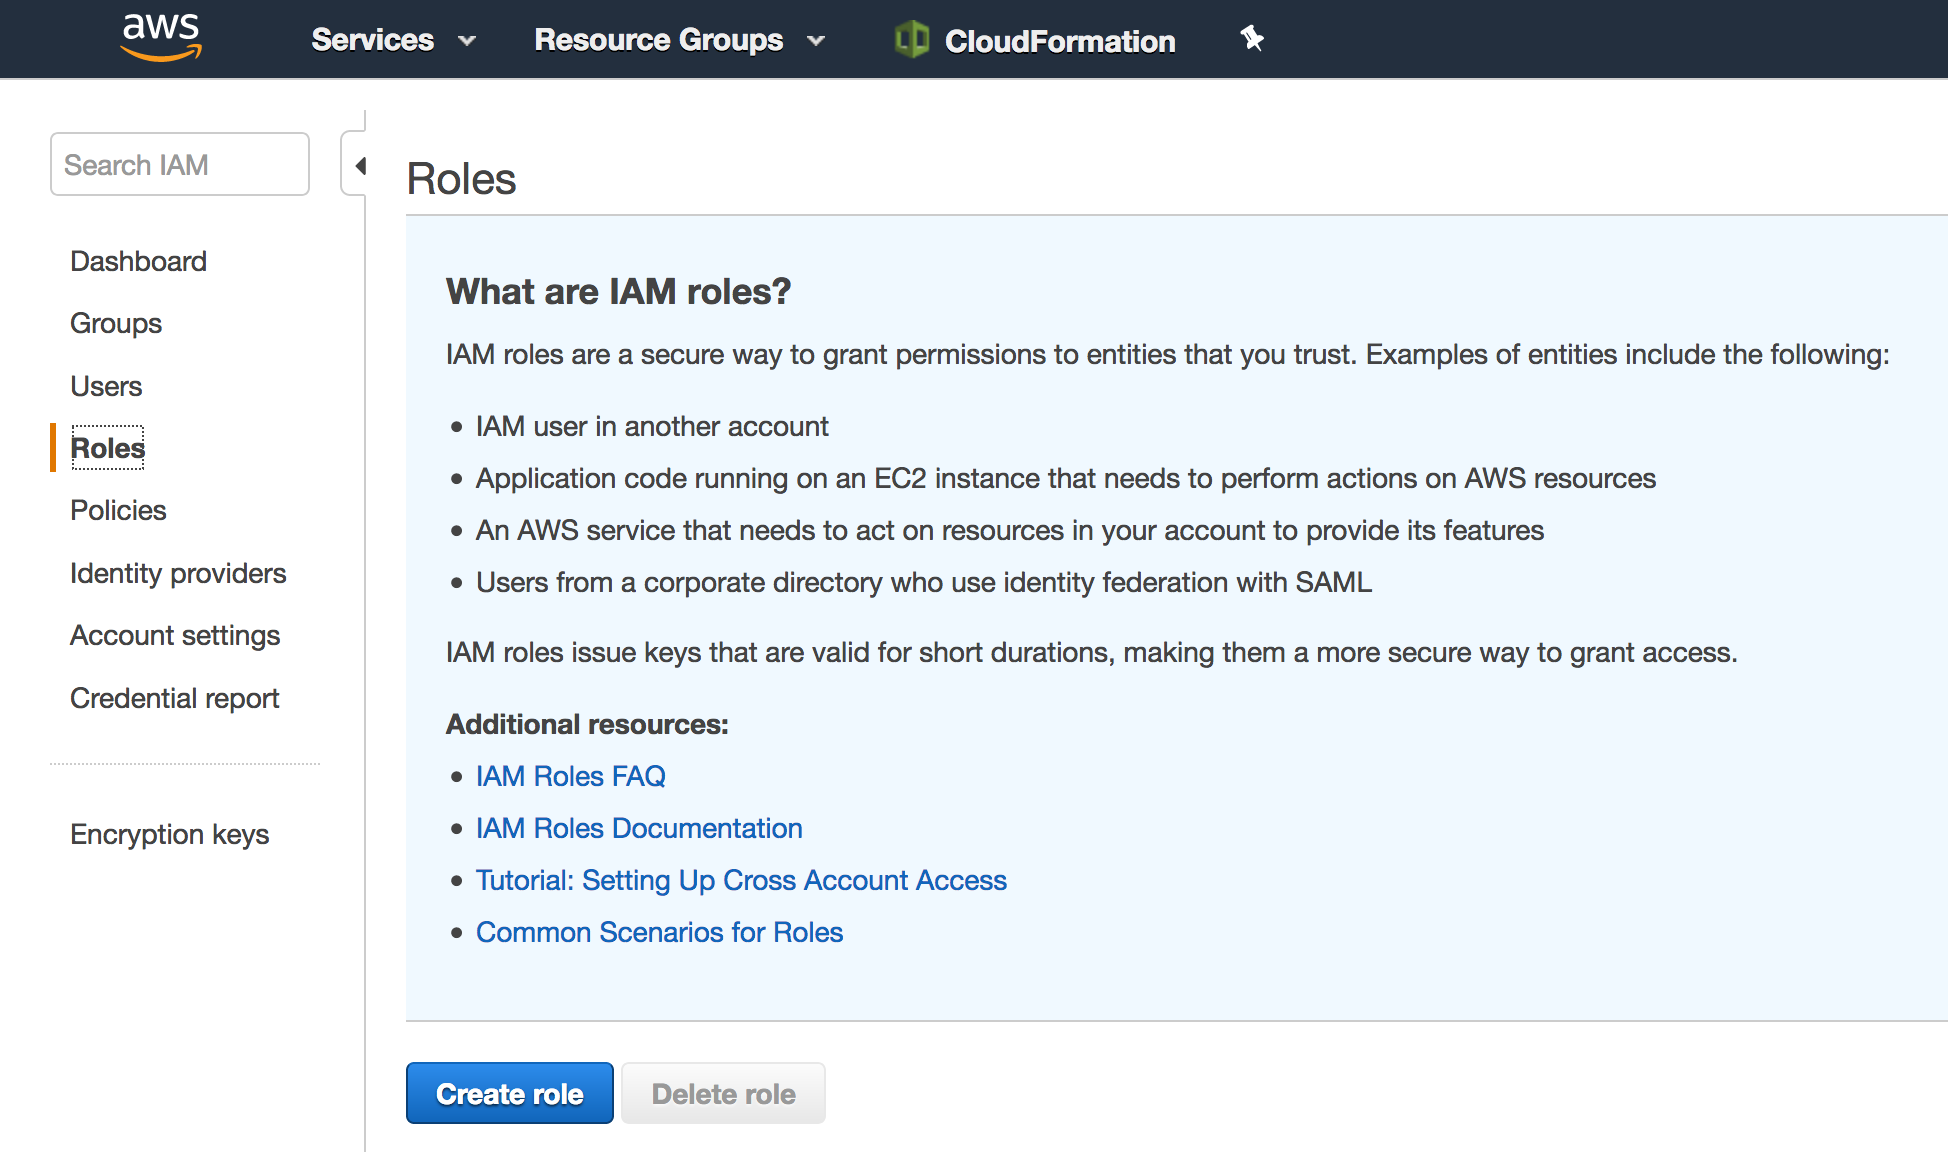 aws
Services
Resource Groups
CloudFormation
Search IAM
Dashboard
Groups
Users
Roles
Policies
Identity providers
Account settings
Credential report
Encryption keys
Roles
What are IAM roles?
IAM roles are a secure way to grant permissions to entities that you trust. Examples of entities include the following:
IAM user in another account
Application code running on an EC2 instance that needs to perform actions on AWS resources
An AWS service that needs to act on resources in your account to provide its features
Users from a corporate directory who use identity federation with SAML
IAM roles issue keys that are valid for short durations, making them a more secure way to grant access.
Additional resources:
IAM Roles FAQ
IAM Roles Documentation
Tutorial: Setting Up Cross Account Access
Common Scenarios for Roles
Create role
Delete role